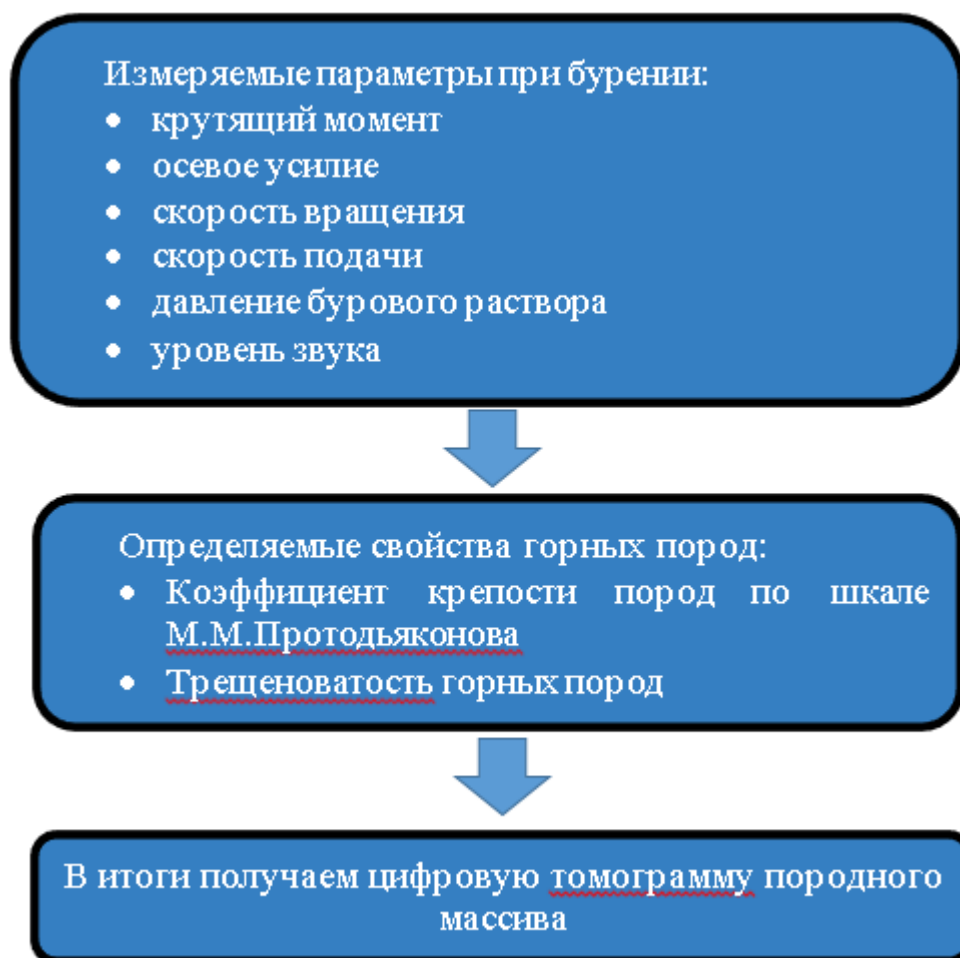 Измеряемые параметры при бурении:
• крутящий момент
• осевое усилие
• скорость вращения
• скорость подачи
• давление бурового раствора
• уровень звука
Определяемые свойства горных пород:
• Коэффициент крепости пород по шкале
М.М.Протодьяконова
• Трещеноватость горных пород
В итоги получаем цифровую томограмму породного
массива